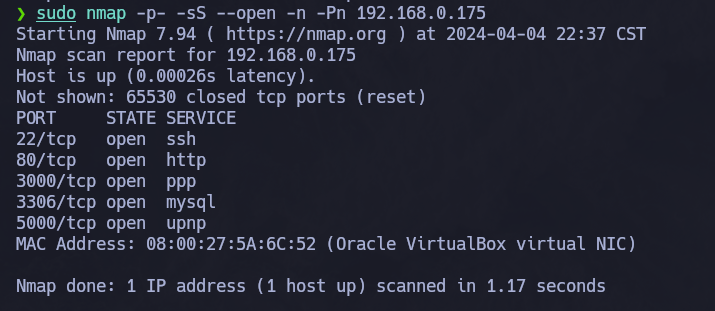 ❯ sudo nmap -p- -sS --open -n -Pn 192.168.0.175
Starting Nmap 7.94 ( https://nmap.org ) at 2024-04-04 22:37 CST
Nmap scan report for 192.168.0.175
Host is up (0.00026s latency).
Not shown: 65530 closed tcp ports (reset)
PORT     STATE SERVICE
22/tcp   open  ssh
80/tcp   open  http
3000/tcp open  ppp
3306/tcp open  mysql
5000/tcp open  upnp
MAC Address: 08:00:27:5A:6C:52 (Oracle VirtualBox virtual NIC)
Nmap done: 1 IP address (1 host up) scanned in 1.17 seconds